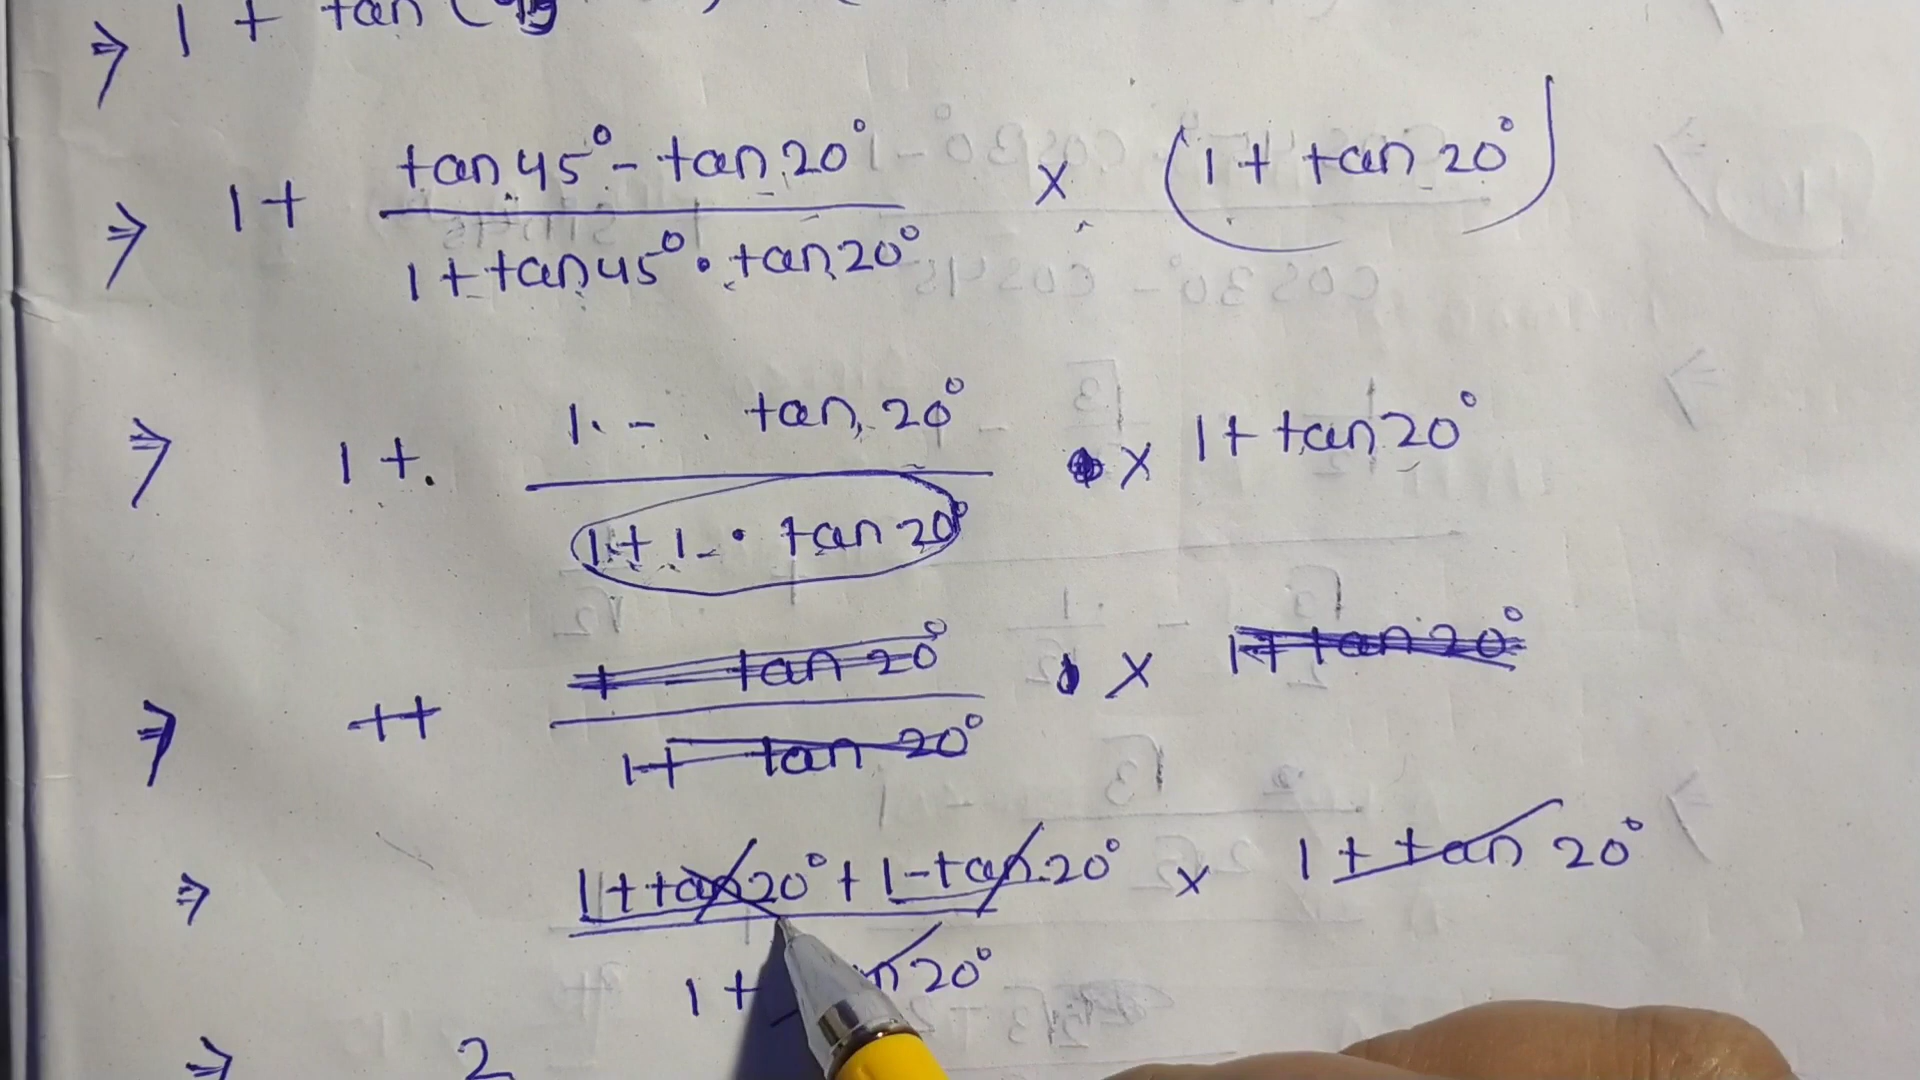 ⇒ 1 + tan (45
⇒ 1 + (tan 45° - tan 20°) / (1 + tan 45° • tan 20°) × (1 + tan 20°)
⇒ 1 + (1 - tan 20°) / (1 + 1 • tan 20°) × 1 + tan 20°
⇒ 1 + (1 - tan 20°) / (1 + tan 20°) × 1 + tan 20°
⇒ (1 + tan 20° + 1 - tan 20°) / (1 + tan 20°) × 1 + tan 20°
⇒ 2